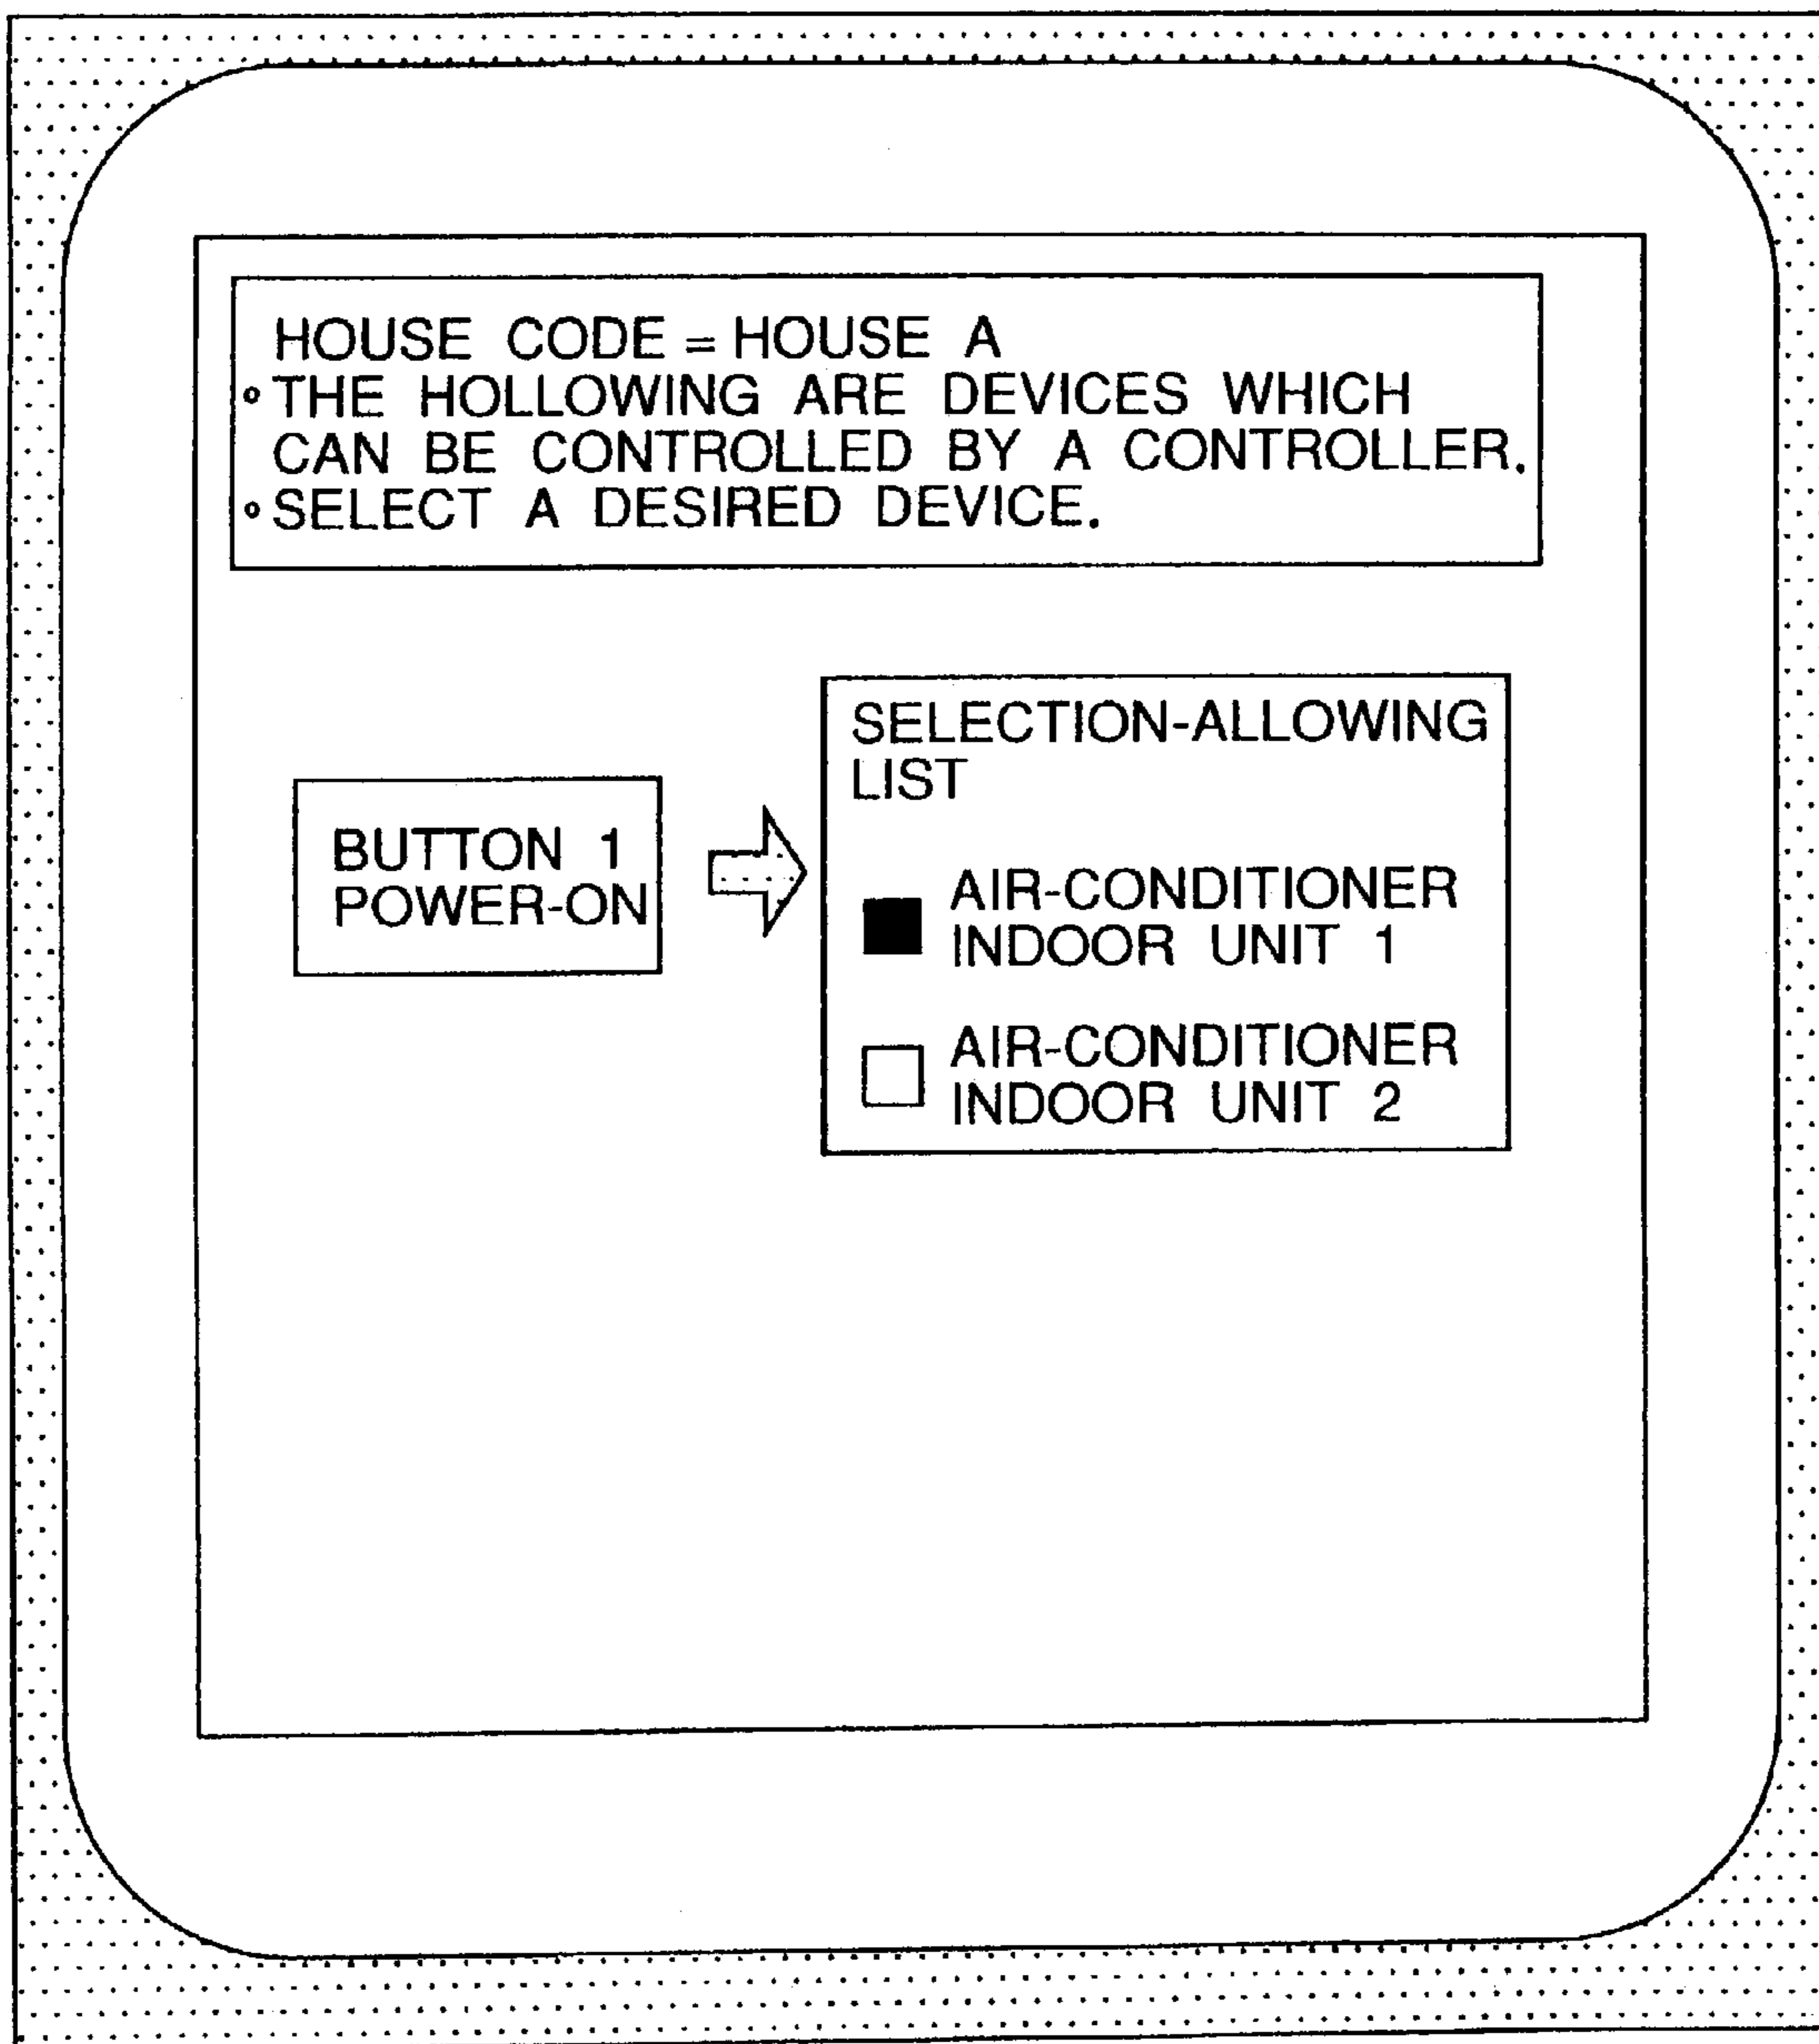 HOUSE CODE = HOUSE A
◦ THE HOLLOWING ARE DEVICES WHICH
CAN BE CONTROLLED BY A CONTROLLER.
◦ SELECT A DESIRED DEVICE.
BUTTON 1
POWER-ON
SELECTION-ALLOWING
LIST
AIR-CONDITIONER
INDOOR UNIT 1
AIR-CONDITIONER
INDOOR UNIT 2